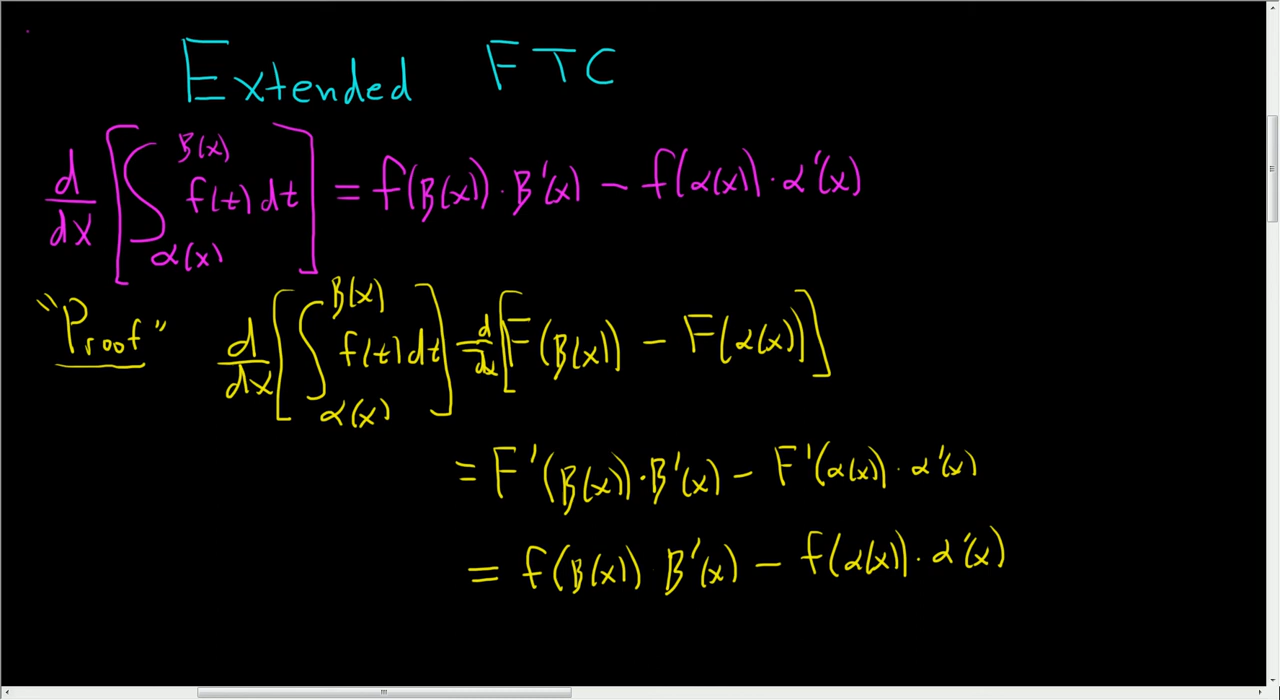 Extended FTC
d/dx [∫_{α(x)}^{β(x)} f(t) dt] = f(β(x)) · β'(x) − f(α(x)) · α'(x)
"Proof" d/dx [∫_{α(x)}^{β(x)} f(t) dt] = d/dx [F(β(x)) − F(α(x))]
= F'(β(x)) · β'(x) − F'(α(x)) · α'(x)
= f(β(x)) β'(x) − f(α(x)) · α'(x)